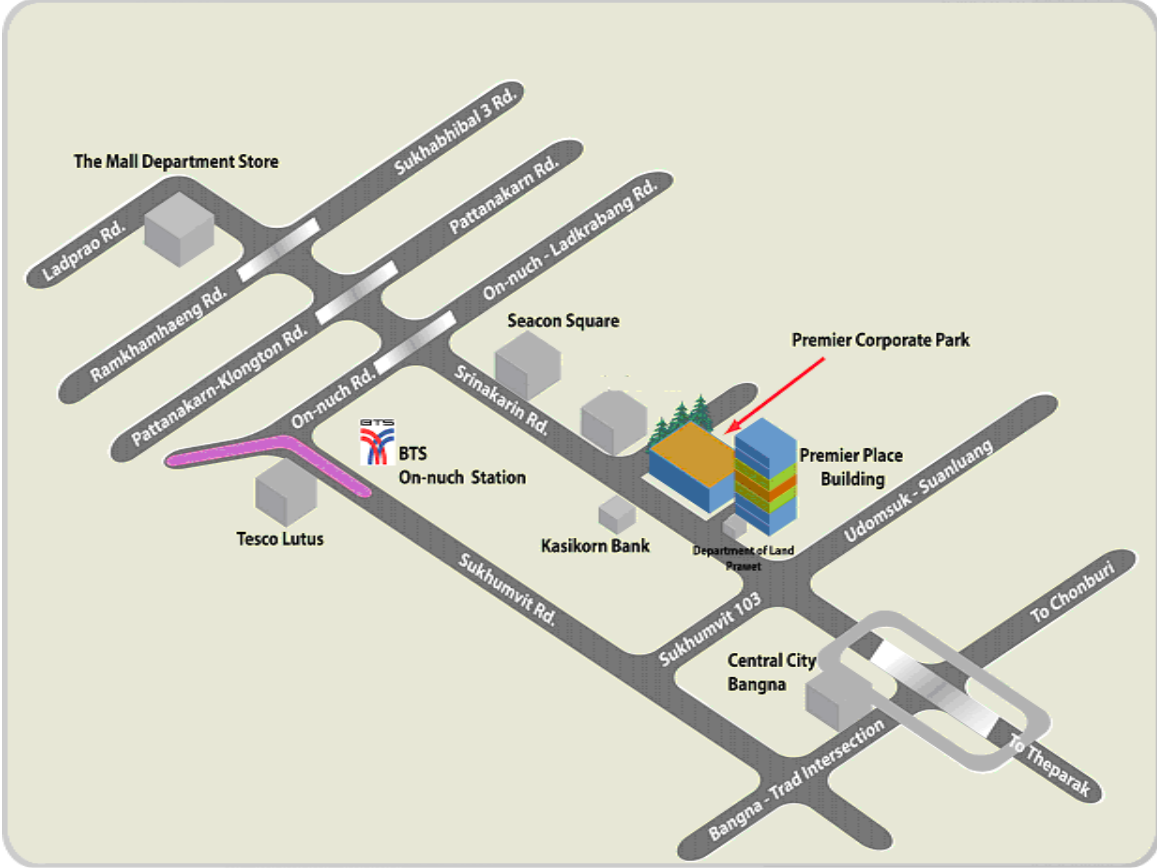 Sukhabhibal 3 Rd.
The Mall Department Store
Pattanakarn Rd.
Ladprao Rd.
On-nuch - Ladkrabang Rd.
Ramkhamhaeng Rd.
Seacon Square
Premier Corporate Park
Pattanakarn-Klongton Rd.
On-nuch Rd.
Srinakarin Rd.
BTS
BTS
On-nuch Station
Premier Place
Building
Udomsuk - Suanluang
Tesco Lutus
Kasikorn Bank
Department of Land
Prawet
Sukhumvit Rd.
Sukhumvit 103
To Chonburi
Central City
Bangna
To Theparak
Bangna - Trad Intersection